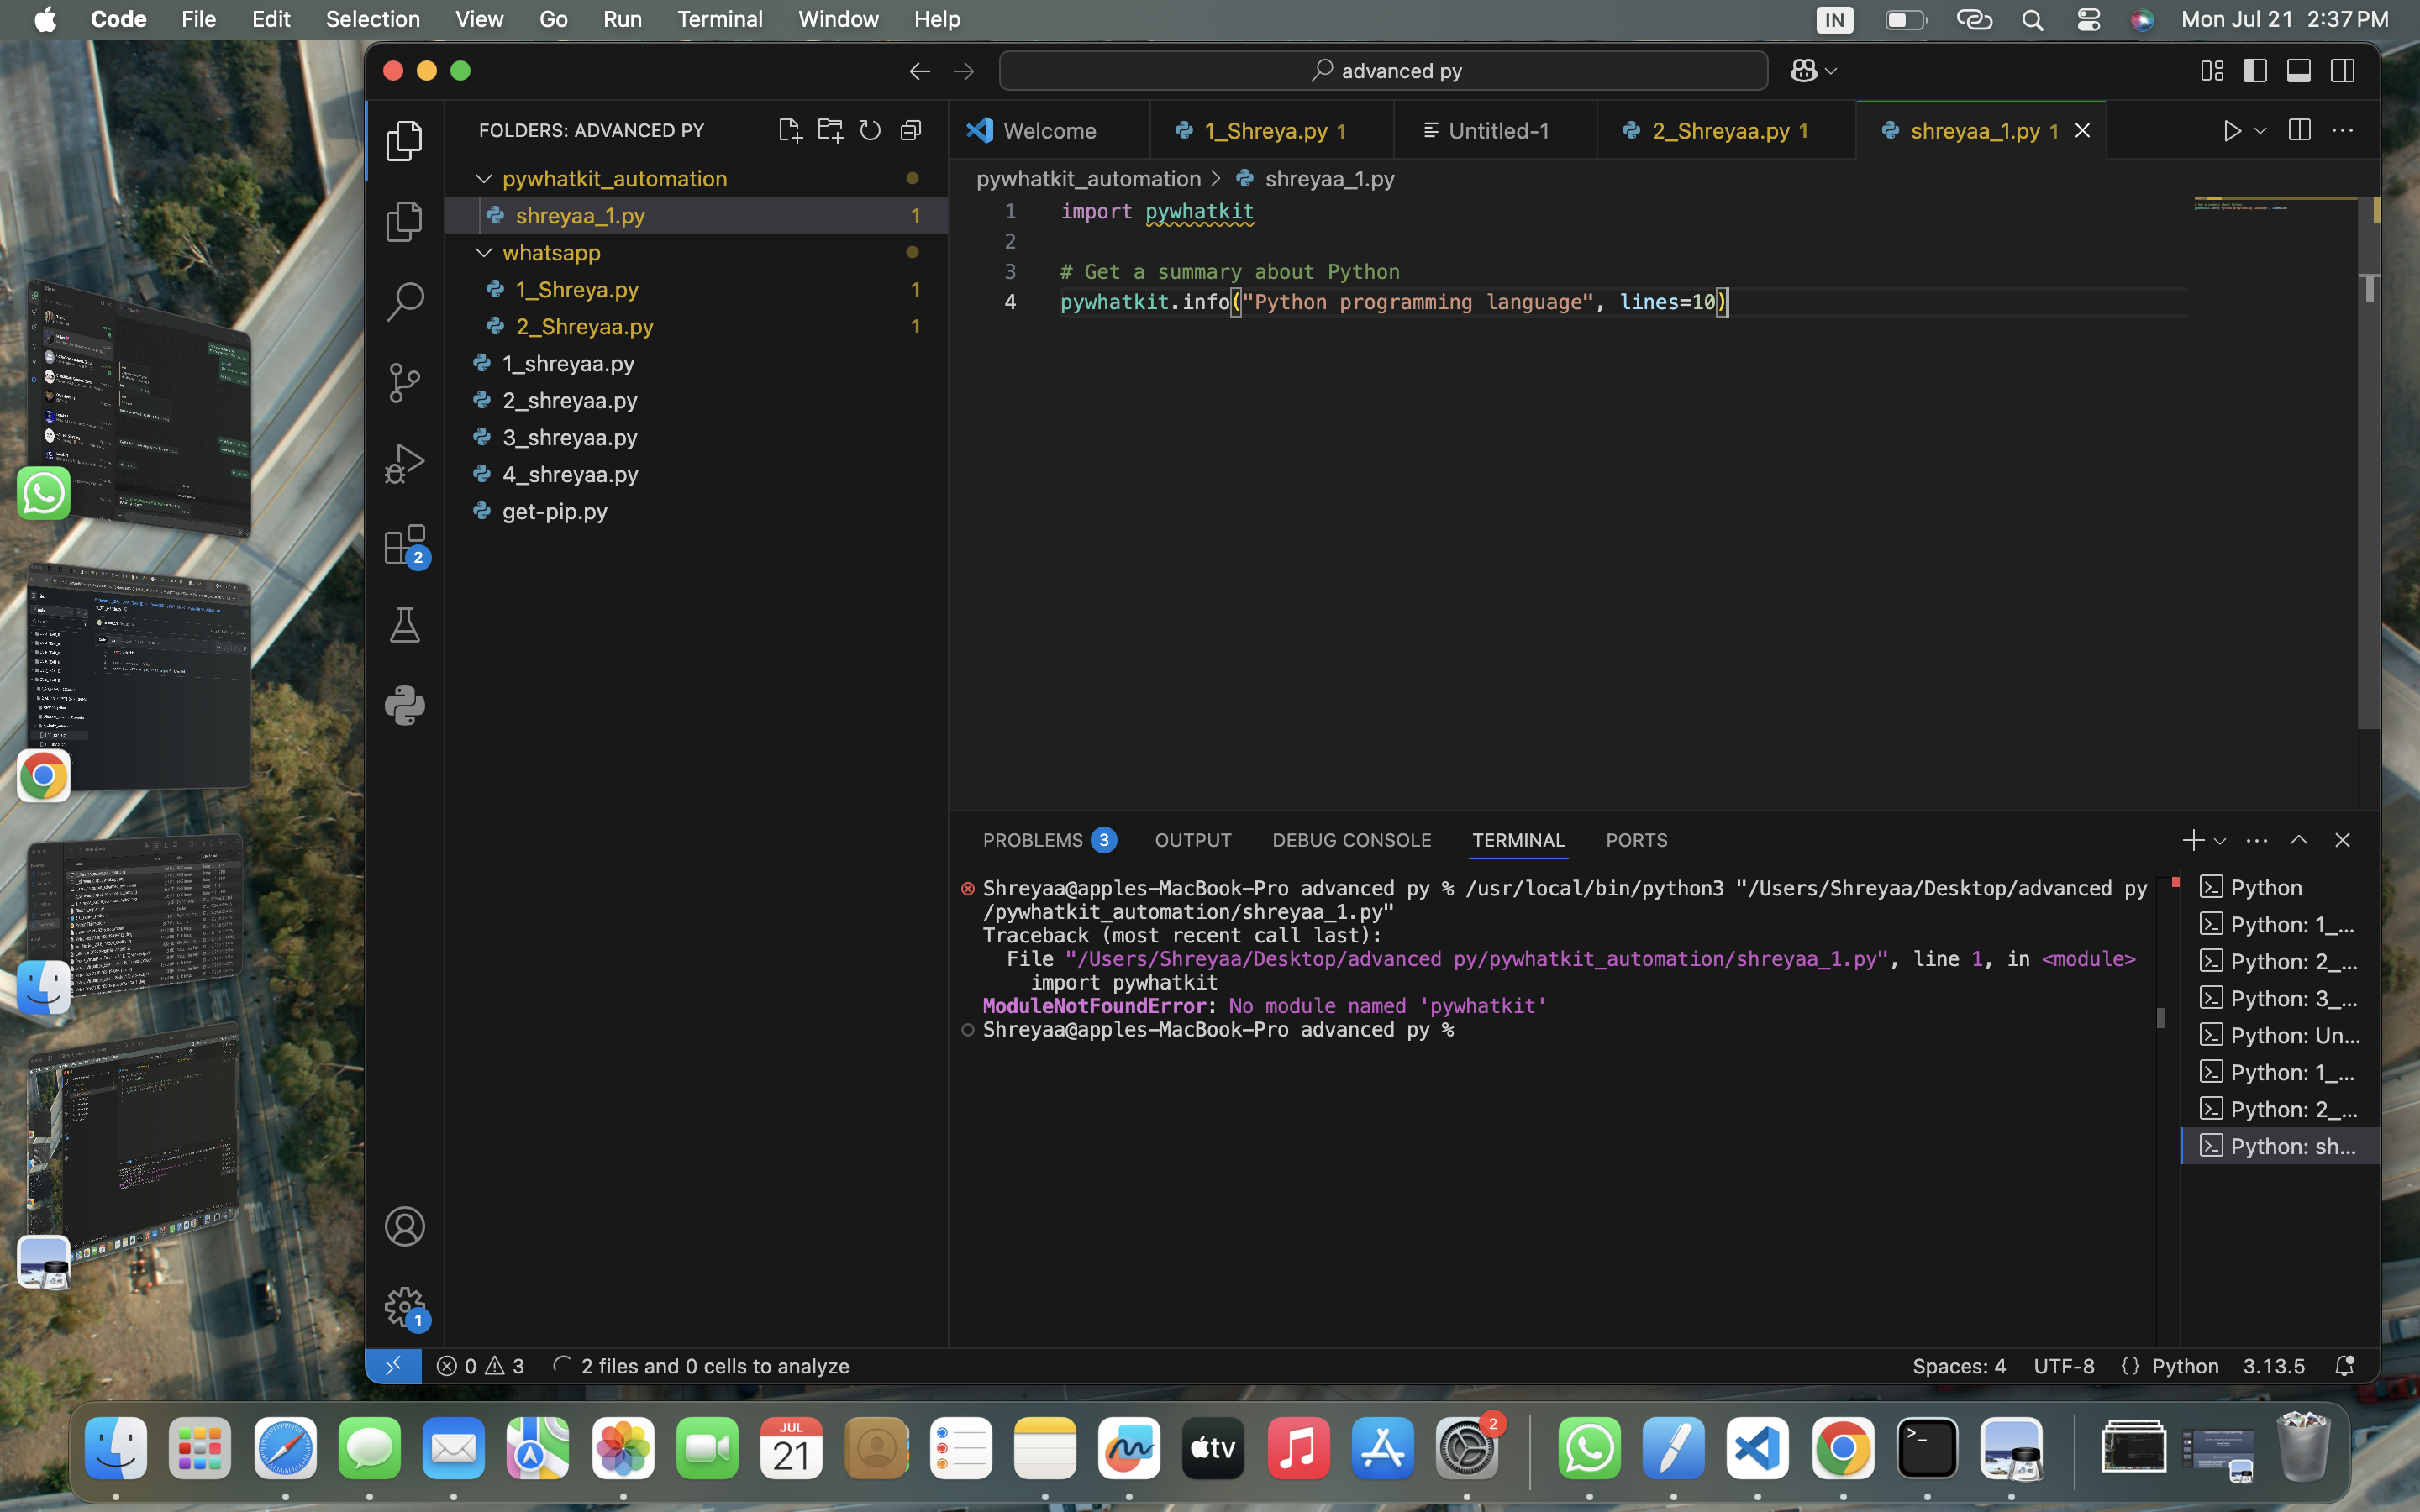 Code File Edit Selection View Go Run Terminal Window Help IN Mon Jul 21 2:37 PM
advanced py
FOLDERS: ADVANCED PY
pywhatkit_automation
shreyaa_1.py 1
whatsapp
1_Shreya.py 1
2_Shreyaa.py 1
1_shreyaa.py
2_shreyaa.py
3_shreyaa.py
4_shreyaa.py
get-pip.py
2
1
Welcome 1_Shreya.py 1 Untitled-1 2_Shreyaa.py 1 shreyaa_1.py 1
pywhatkit_automation > shreyaa_1.py
1 import pywhatkit
2
3 # Get a summary about Python
4 pywhatkit.info("Python programming language", lines=10)
PROBLEMS 3 OUTPUT DEBUG CONSOLE TERMINAL PORTS
Shreyaa@apples-MacBook-Pro advanced py % /usr/local/bin/python3 "/Users/Shreyaa/Desktop/advanced py
/pywhatkit_automation/shreyaa_1.py"
Traceback (most recent call last):
File "/Users/Shreyaa/Desktop/advanced py/pywhatkit_automation/shreyaa_1.py", line 1, in <module>
import pywhatkit
ModuleNotFoundError: No module named 'pywhatkit'
Shreyaa@apples-MacBook-Pro advanced py %
Python
Python: 1_...
Python: 2_...
Python: 3_...
Python: Un...
Python: 1_...
Python: 2_...
Python: sh...
0 3 2 files and 0 cells to analyze Spaces: 4 UTF-8 {} Python 3.13.5
JUL
21
tv
2